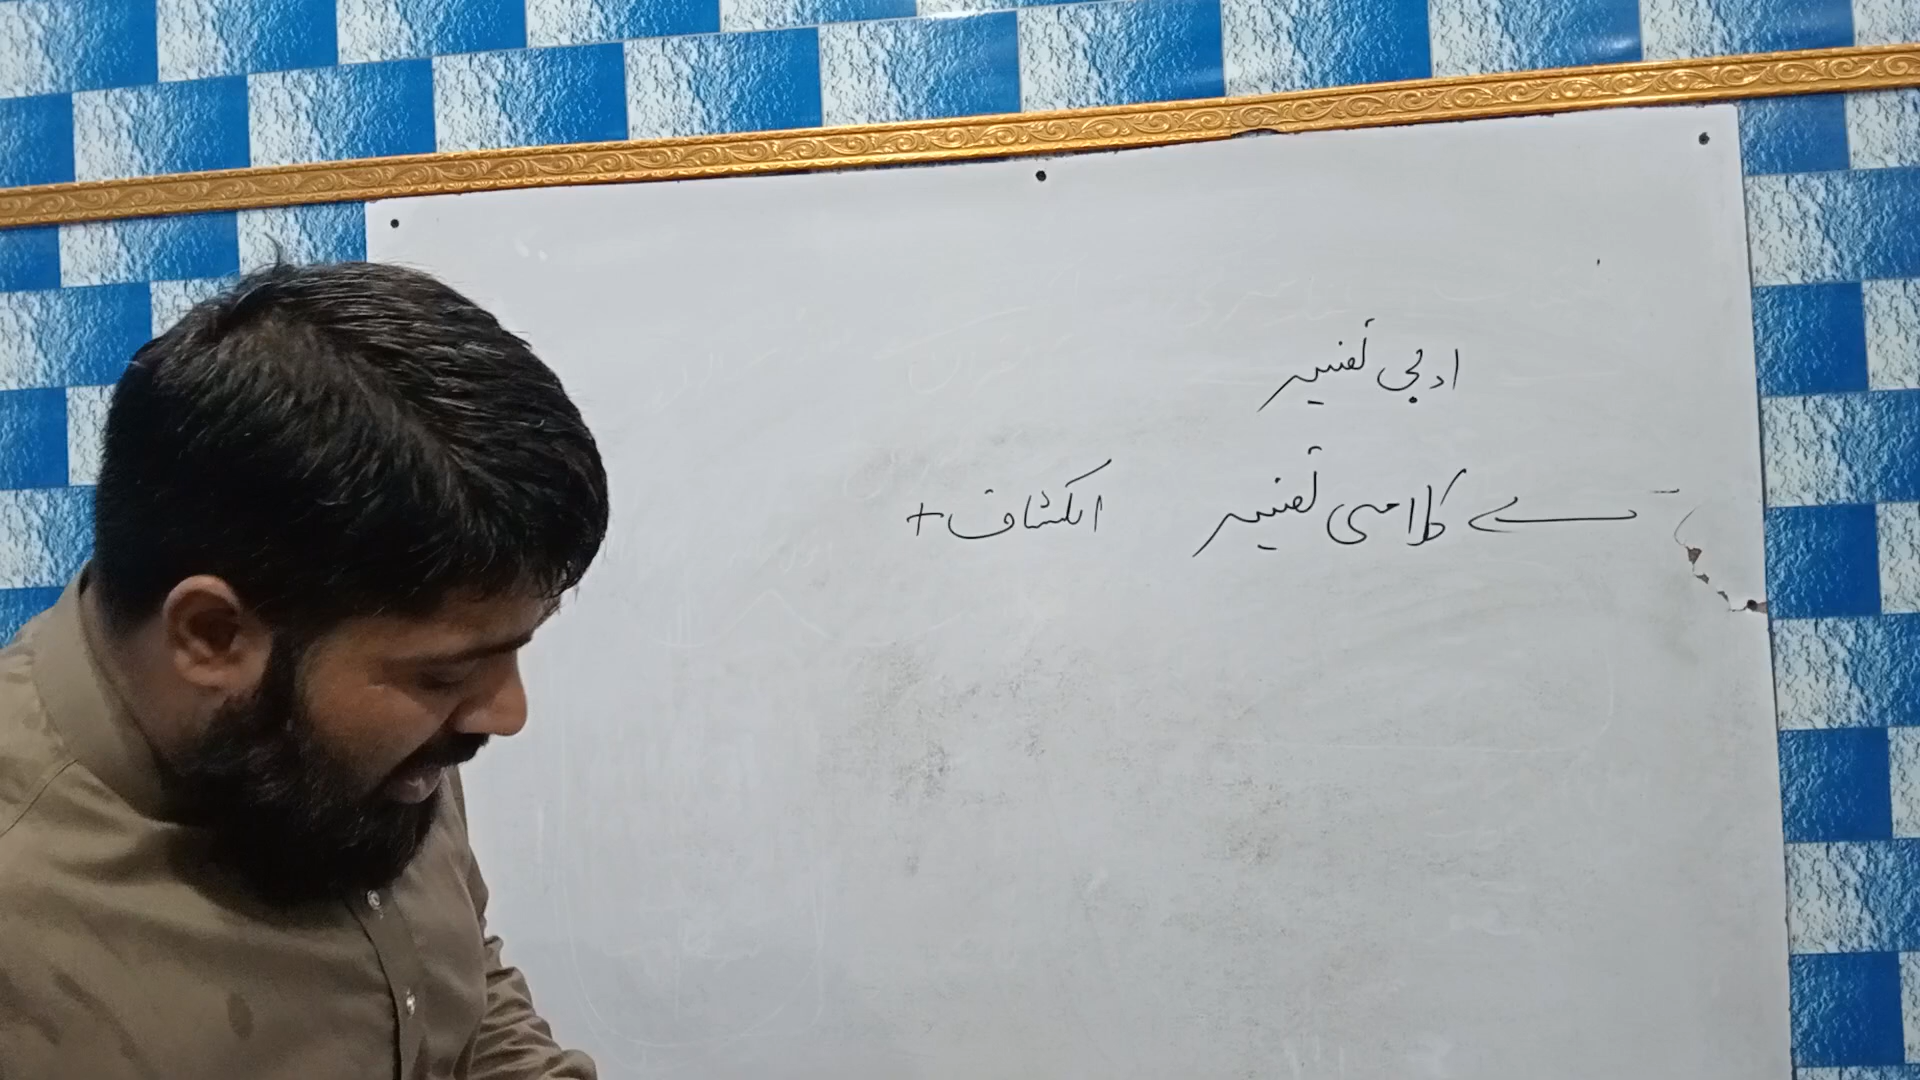 ادبی تفسیر
کلامی تفسیر الکشاف +